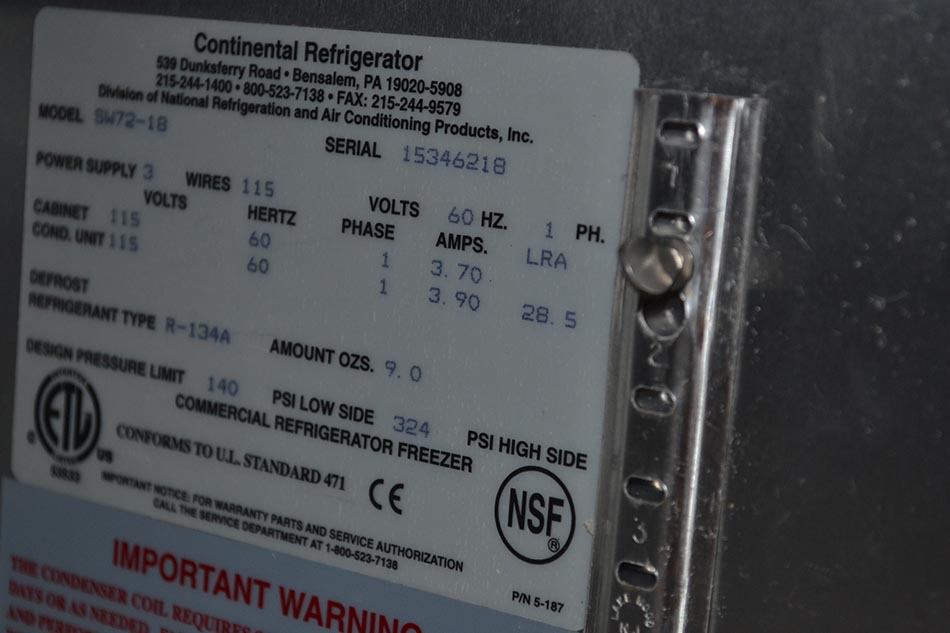 Continental Refrigerator
539 Dunksferry Road • Bensalem, PA 19020-5908
215-244-1400 • 800-523-7138 • FAX: 215-244-9579
Division of National Refrigeration and Air Conditioning Products, Inc.
MODEL SW72-18 SERIAL 15346218
POWER SUPPLY 3 WIRES 115 VOLTS 60 HZ. 1 PH.
VOLTS HERTZ PHASE AMPS. LRA
CABINET 115 60 1 3.70
COND. UNIT 115 60 1 3.90 28.5
DEFROST
REFRIGERANT TYPE R-134A AMOUNT OZS. 9.0
DESIGN PRESSURE LIMIT 140 PSI LOW SIDE 324 PSI HIGH SIDE
COMMERCIAL REFRIGERATOR FREEZER
ETL
US
CONFORMS TO U.L. STANDARD 471 CE
NSF
®
IMPORTANT NOTICE: FOR WARRANTY PARTS AND SERVICE AUTHORIZATION
CALL THE SERVICE DEPARTMENT AT 1-800-523-7138
P/N 5-187
IMPORTANT WARNING
THE CONDENSER COIL REQUIRES
DAYS OR AS NEEDED.
1
2
3